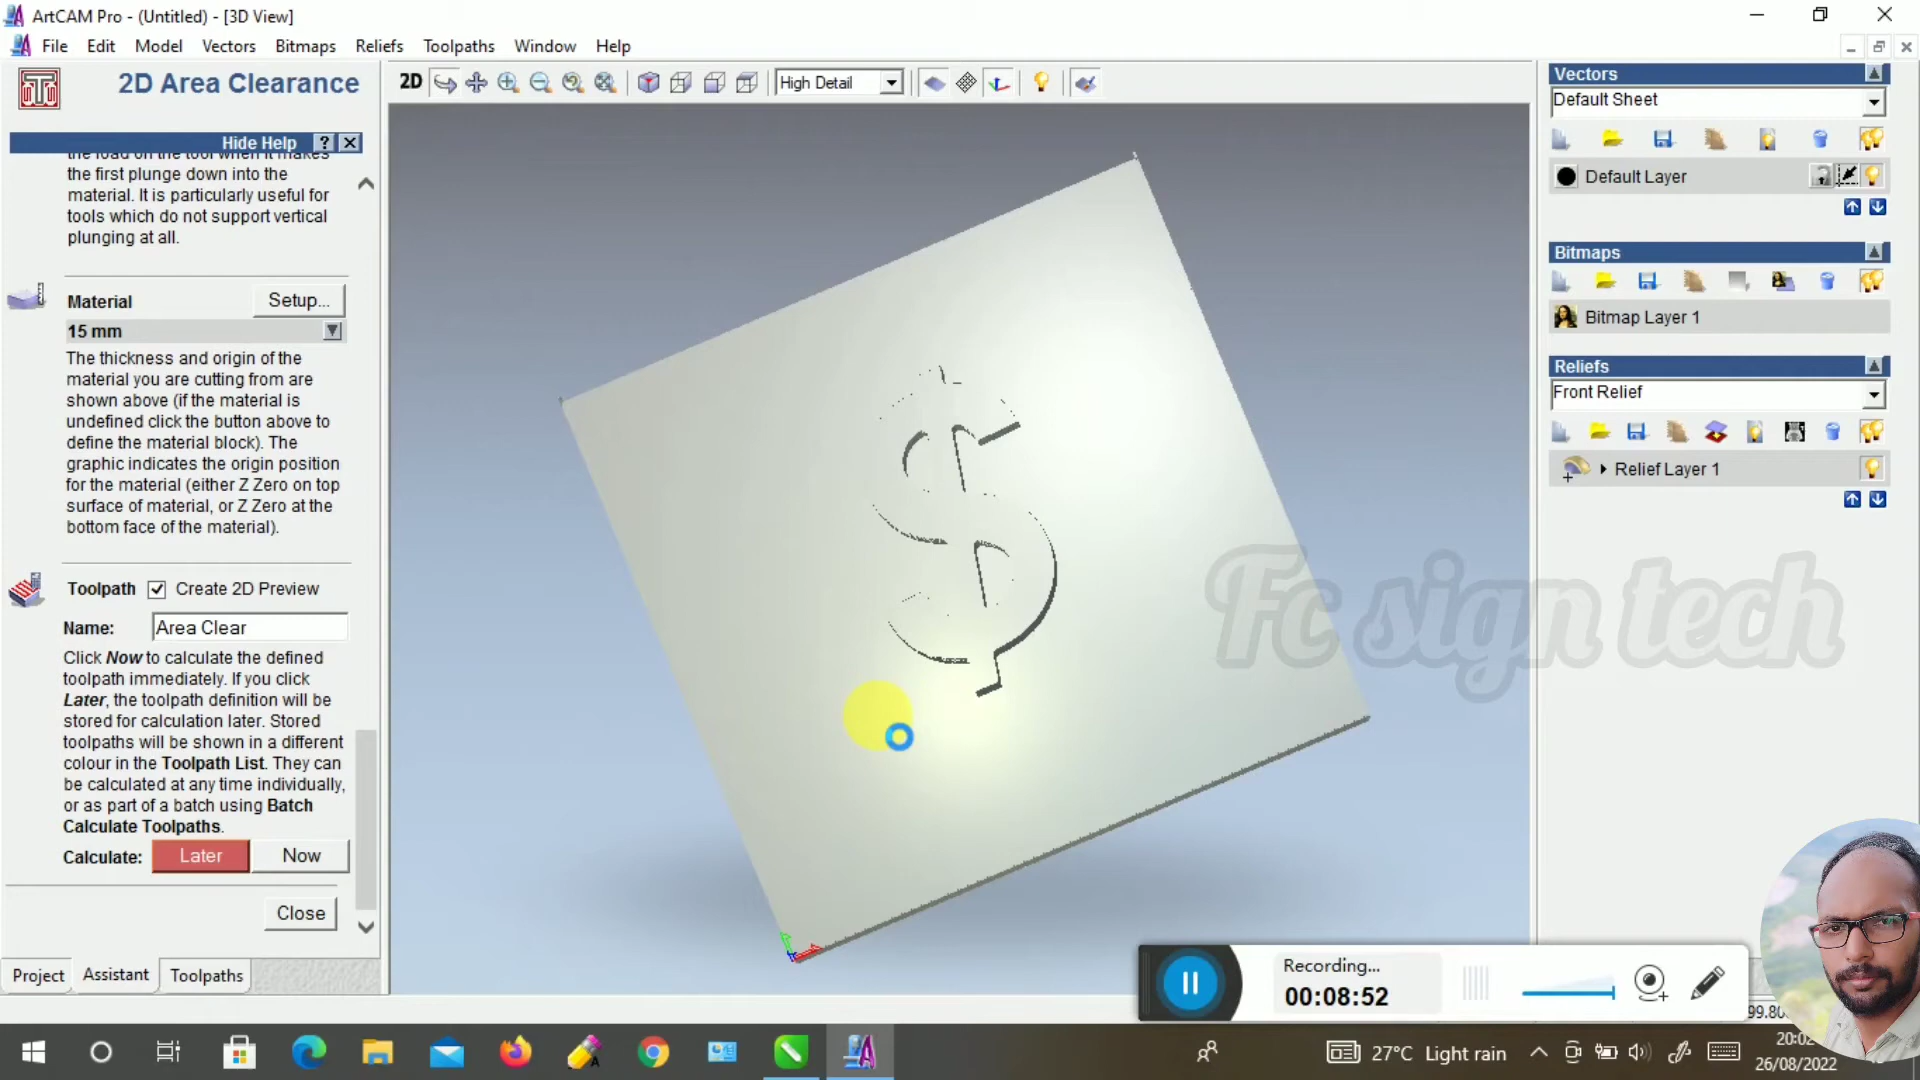 ArtCAM Pro - (Untitled) - [3D View]
File Edit Model Vectors Bitmaps Reliefs Toolpaths Window Help
2D Area Clearance
2D
High Detail
Hide Help ? X
the load on the tool when it makes
the first plunge down into the
material. It is particularly useful for
tools which do not support vertical
plunging at all.
Material
Setup...
15 mm
The thickness and origin of the
material you are cutting from are
shown above (if the material is
undefined click the button above to
define the material block). The
graphic indicates the origin position
for the material (either Z Zero on top
surface of material, or Z Zero at the
bottom face of the material).
Toolpath
Create 2D Preview
Name: Area Clear
Click Now to calculate the defined
toolpath immediately. If you click
Later, the toolpath definition will be
stored for calculation later. Stored
toolpaths will be shown in a different
colour in the Toolpath List. They can
be calculated at any time individually,
or as part of a batch using Batch
Calculate Toolpaths.
Calculate: Later Now
Close
Project Assistant Toolpaths
$
Fc sign tech
Vectors
Default Sheet
Default Layer
Bitmaps
Bitmap Layer 1
Reliefs
Front Relief
Relief Layer 1
Recording...
00:08:52
27°C Light rain
26/08/2022